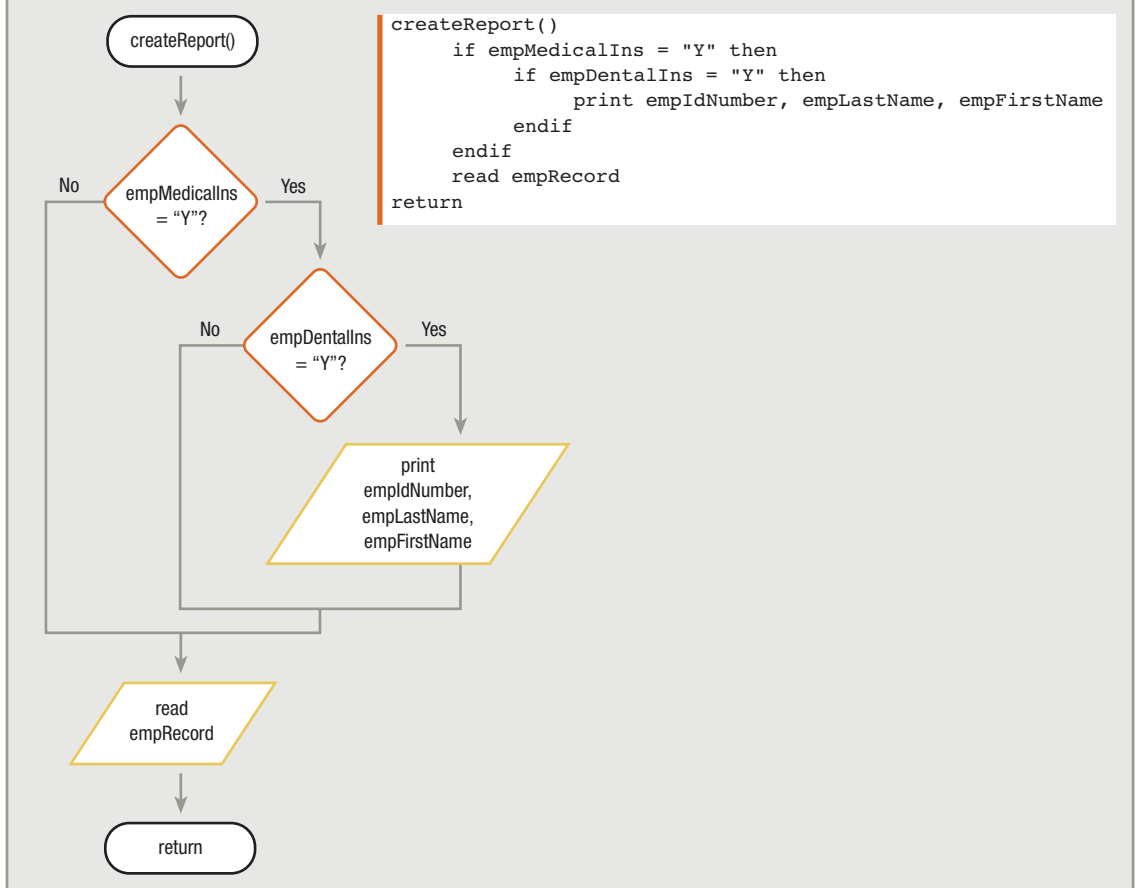 createReport()
createReport()
if empMedicalIns = "Y" then
if empDentalIns = "Y" then
print empIdNumber, empLastName, empFirstName
endif
endif
read empRecord
return
No
empMedicalIns
= “Y”?
Yes
No
empDentalIns
= “Y”?
Yes
print
empIdNumber,
empLastName,
empFirstName
read
empRecord
return